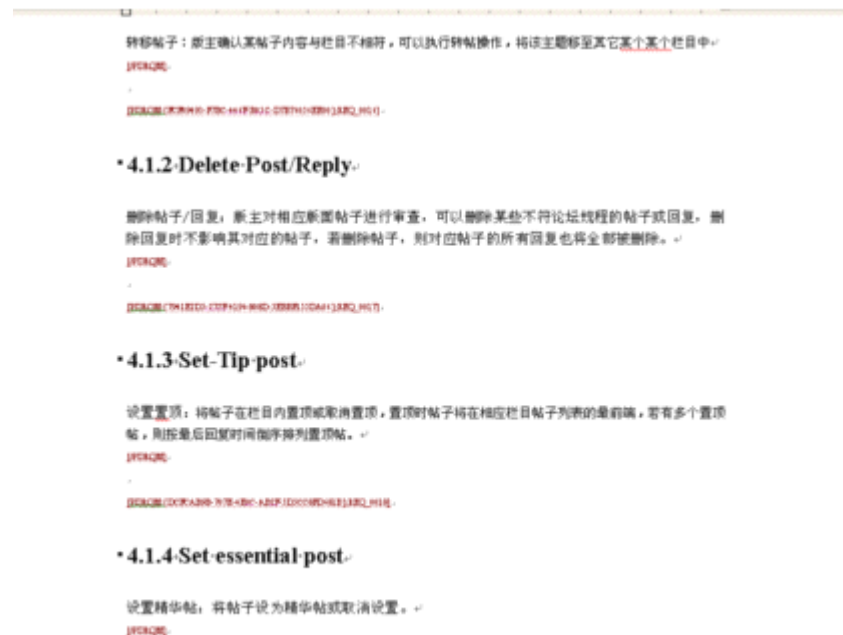 转移帖子:版主确认某帖子内容与栏目不相符,可以执行转帖操作,将该主题移至其它某个某个栏目中
4.1.2 Delete Post/Reply
删除帖子/回复:版主对相应版面帖子进行审查,可以删除某些不符论坛规程的帖子或回复,删
除回复时不影响其对应的帖子,若删除帖子,则对应帖子的所有回复也将全部被删除。
4.1.3 Set-Tip post
设置置顶:将帖子在栏目内置顶或取消置顶,置顶时帖子将在相应栏目帖子列表的最前端,若有多个置顶
帖,则按最后回复时间倒序排列置顶帖。
4.1.4 Set essential post
设置精华帖:将帖子设为精华帖或取消设置。